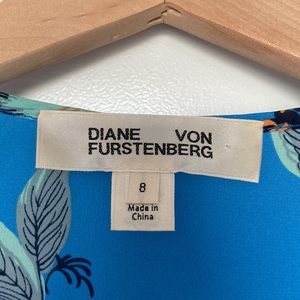 DIANE VON
FURSTENBERG
8
Made in
China